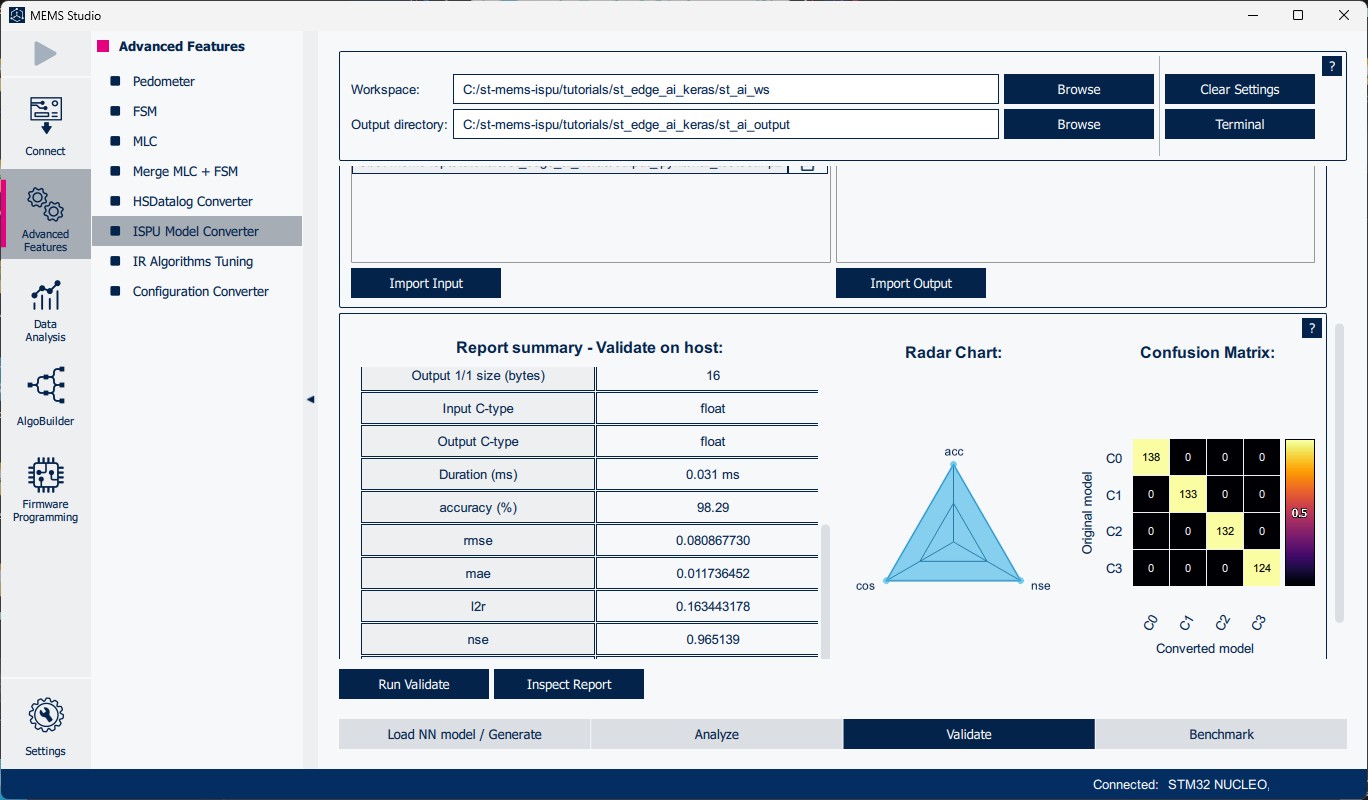 MEMS Studio
Connect
Advanced
Features
Data
Analysis
AlgoBuilder
Firmware
Programming
Settings
Advanced Features
Pedometer
FSM
MLC
Merge MLC + FSM
HSDatalog Converter
ISPU Model Converter
IR Algorithms Tuning
Configuration Converter
?
Workspace: C:/st-mems-ispu/tutorials/st_edge_ai_keras/st_ai_ws Browse Clear Settings
Output directory: C:/st-mems-ispu/tutorials/st_edge_ai_keras/st_ai_output Browse Terminal
Import Input Import Output
?
Report summary - Validate on host:
Output 1/1 size (bytes) 16
Input C-type float
Output C-type float
Duration (ms) 0.031 ms
accuracy (%) 98.29
rmse 0.080867730
mae 0.011736452
l2r 0.163443178
nse 0.965139
Radar Chart:
acc
cos nse
Confusion Matrix:
Original model
C0 138 0 0 0
C1 0 133 0 0
C2 0 0 132 0
C3 0 0 0 124
0.5
C0 C1 C2 C3
Converted model
Run Validate Inspect Report
Load NN model / Generate Analyze Validate Benchmark
Connected: STM32 NUCLEO,